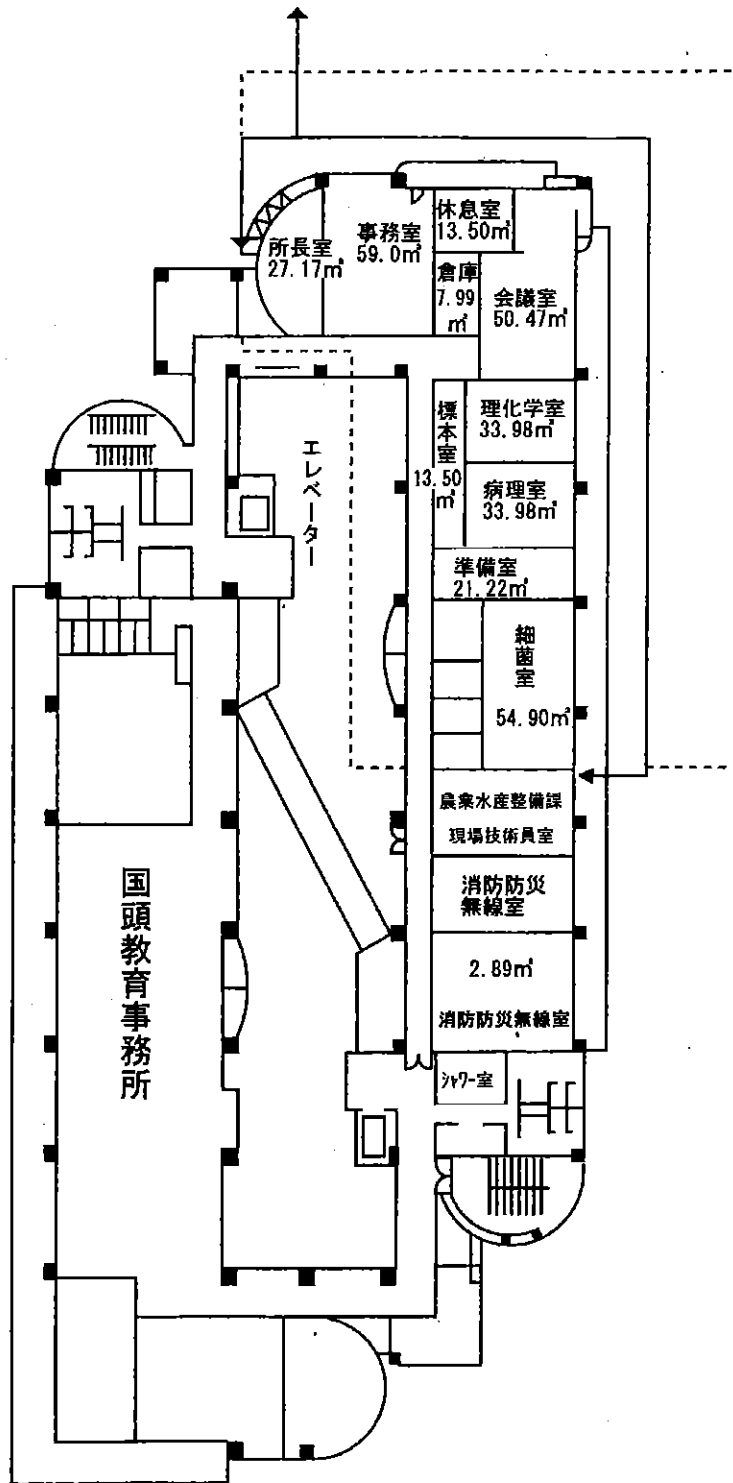 休息室
13.50㎡
事務室
59.0㎡
所長室
27.17㎡
倉庫
7.99
㎡
会議室
50.47㎡
標本室
13.50
㎡
理化学室
33.98㎡
エレベーター
病理室
33.98㎡
準備室
21.22㎡
細菌室
54.90㎡
農業水産整備課
現場技術員室
消防防災
無線室
国頭教育事務所
2.89㎡
消防防災無線室
シャワー室